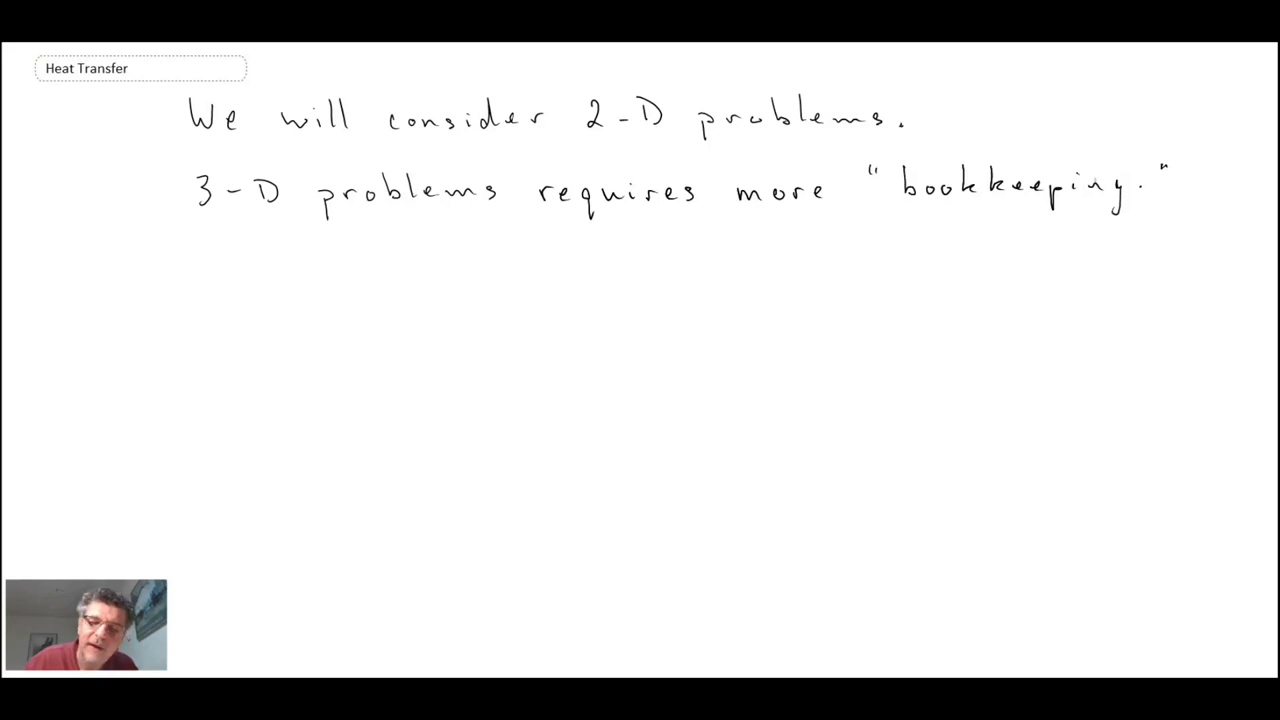 Heat Transfer
We will consider 2-D problems.
3-D problems requires more "bookkeeping."